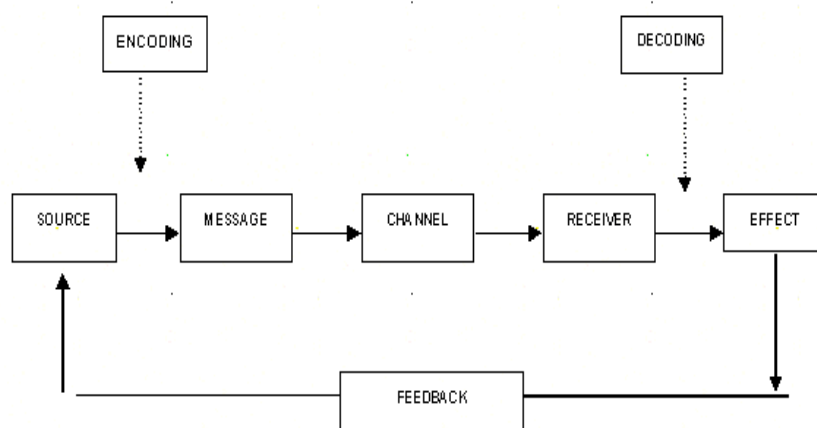 ENCODING
DECODING
SOURCE
MESSAGE
CHANNEL
RECEIVER
EFFECT
FEEDBACK